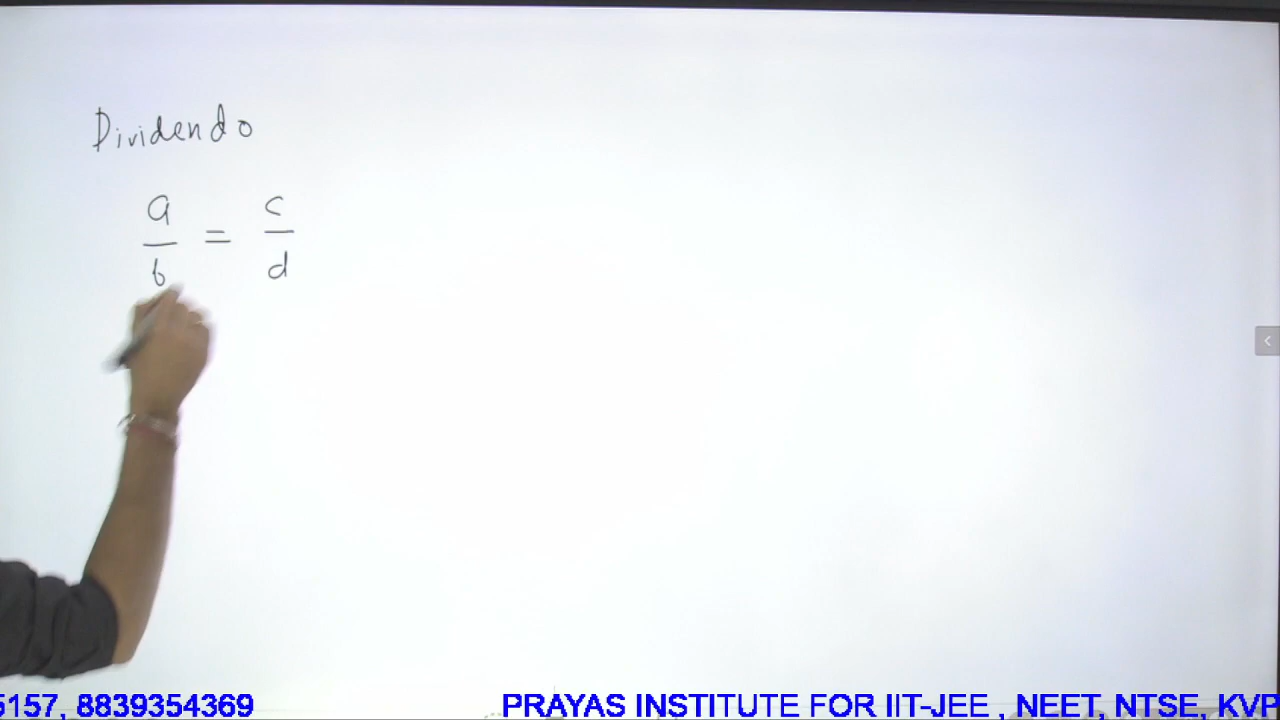 Dividendo
a/b = c/d
5157, 8839354369 PRAYAS INSTITUTE FOR IIT-JEE , NEET, NTSE, KVP